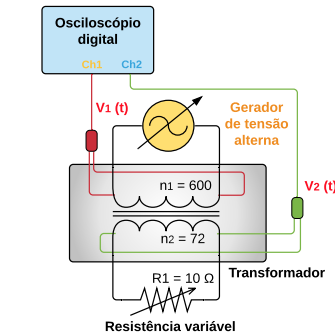 Osciloscópio
digital
Ch1 Ch2
V1 (t)
Gerador
de tensão
alterna
n1 = 600
V2 (t)
n2 = 72
Transformador
R1 = 10 Ω
Resistência variável